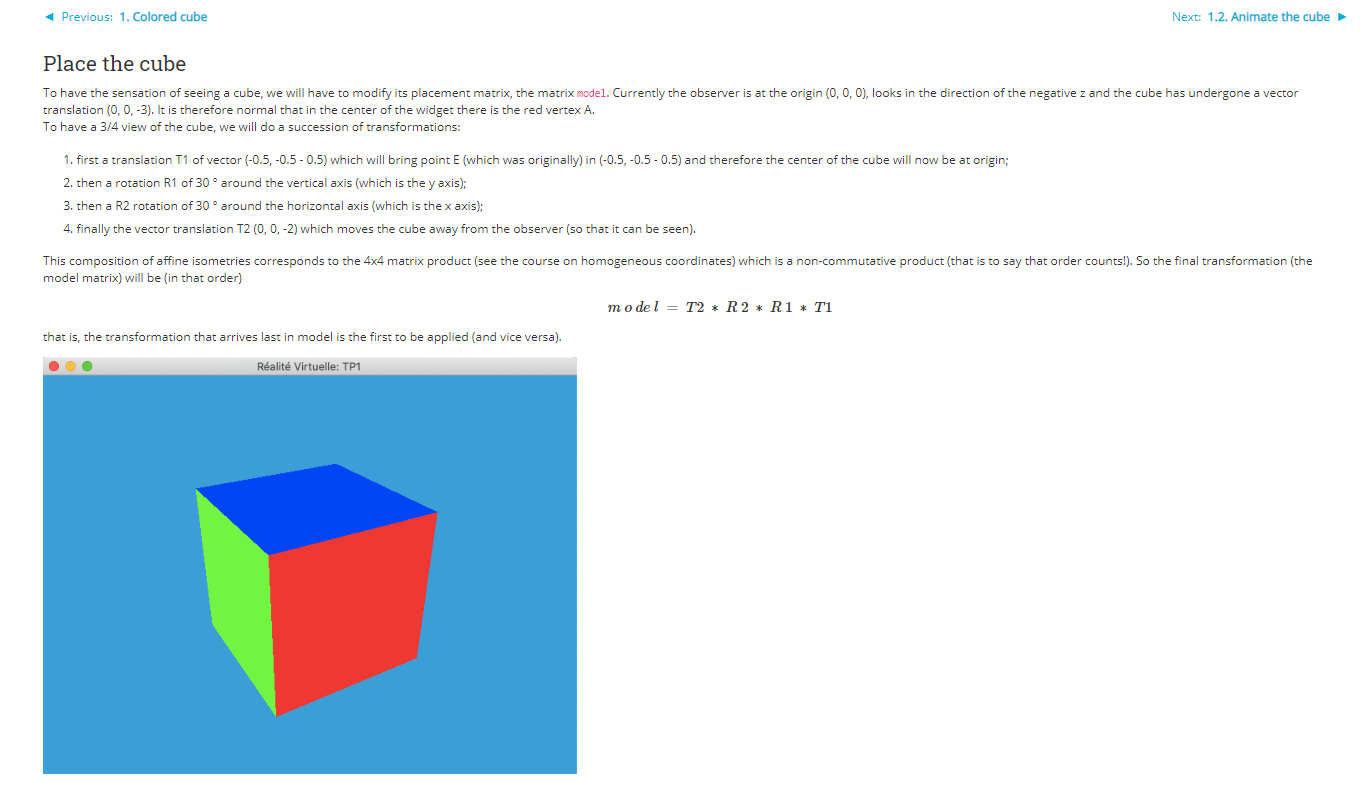 ◄ Previous: 1. Colored cube
Next: 1.2. Animate the cube ►
Place the cube
To have the sensation of seeing a cube, we will have to modify its placement matrix, the matrix model. Currently the observer is at the origin (0, 0, 0), looks in the direction of the negative z and the cube has undergone a vector
translation (0, 0, -3). It is therefore normal that in the center of the widget there is the red vertex A.
To have a 3/4 view of the cube, we will do a succession of transformations:
1. first a translation T1 of vector (-0.5, -0.5 - 0.5) which will bring point E (which was originally) in (-0.5, -0.5 - 0.5) and therefore the center of the cube will now be at origin;
2. then a rotation R1 of 30 ° around the vertical axis (which is the y axis);
3. then a R2 rotation of 30 ° around the horizontal axis (which is the x axis);
4. finally the vector translation T2 (0, 0, -2) which moves the cube away from the observer (so that it can be seen).
This composition of affine isometries corresponds to the 4x4 matrix product (see the course on homogeneous coordinates) which is a non-commutative product (that is to say that order counts!). So the final transformation (the
model matrix) will be (in that order)
model = T2 * R2 * R1 * T1
that is, the transformation that arrives last in model is the first to be applied (and vice versa).
Réalité Virtuelle: TP1